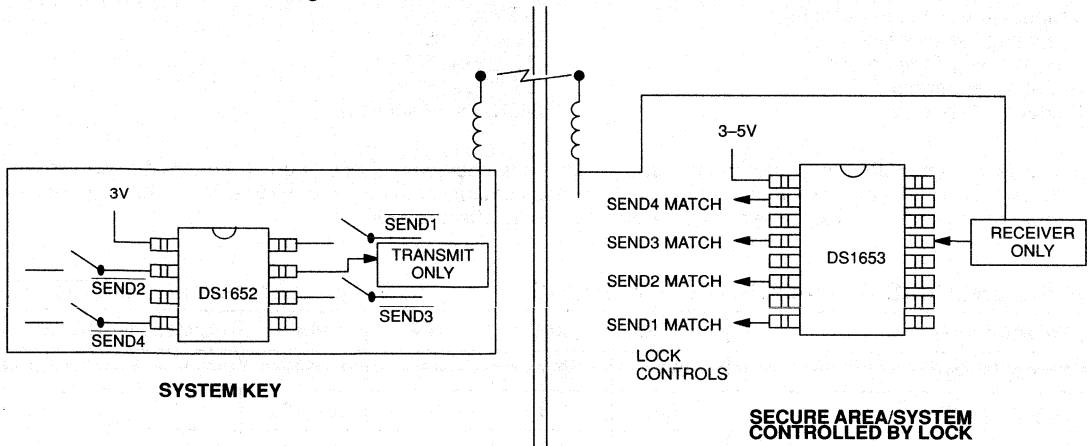 3V
SEND1
TRANSMIT
ONLY
SEND2
DS1652
SEND3
SEND4
SYSTEM KEY
3–5V
SEND4 MATCH
SEND3 MATCH
SEND2 MATCH
SEND1 MATCH
DS1653
RECEIVER
ONLY
LOCK
CONTROLS
SECURE AREA/SYSTEM
CONTROLLED BY LOCK